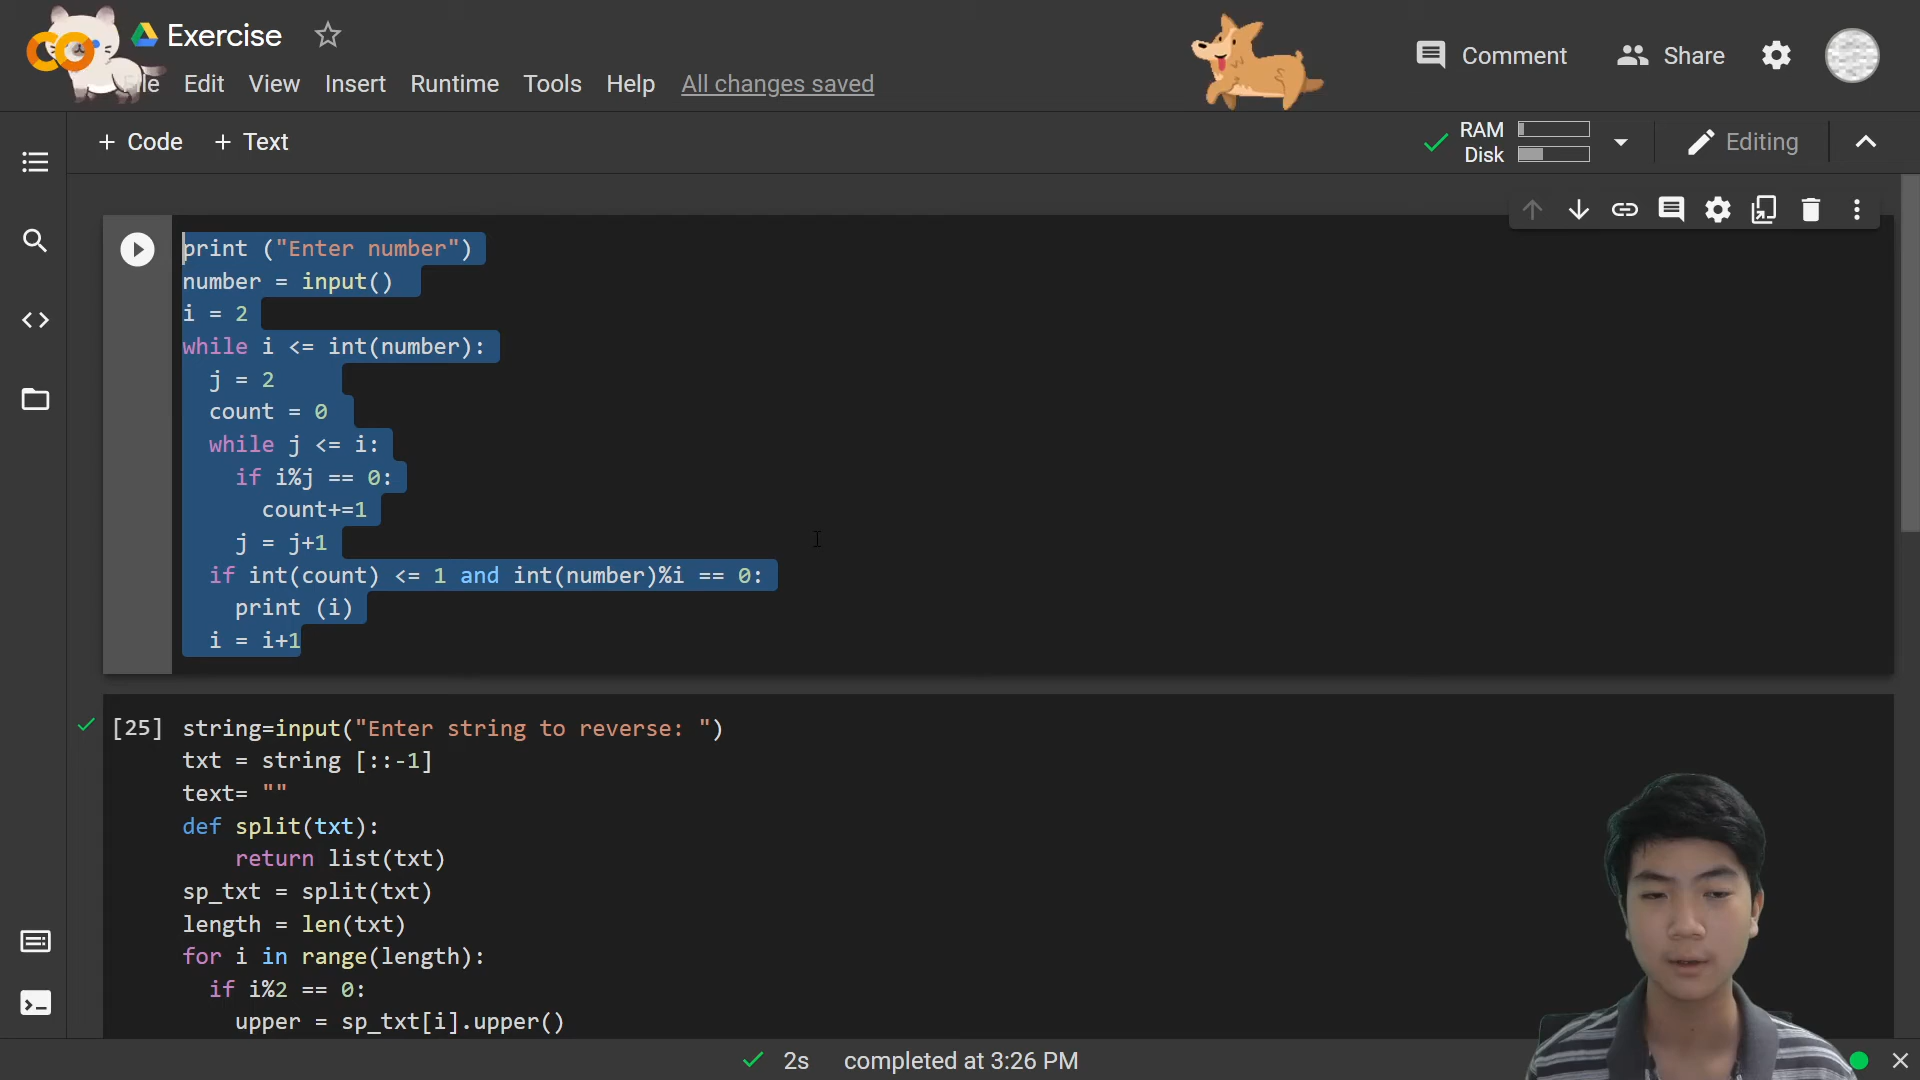 Exercise
File Edit View Insert Runtime Tools Help All changes saved
Comment
Share
+ Code + Text
RAM
Disk
Editing
print ("Enter number")
number = input()
i = 2
while i <= int(number):
  j = 2
  count = 0
  while j <= i:
    if i%j == 0:
      count+=1
    j = j+1
  if int(count) <= 1 and int(number)%i == 0:
    print (i)
  i = i+1
[25]
string=input("Enter string to reverse: ")
txt = string [::-1]
text= ""
def split(txt):
    return list(txt)
sp_txt = split(txt)
length = len(txt)
for i in range(length):
  if i%2 == 0:
    upper = sp_txt[i].upper()
2s completed at 3:26 PM